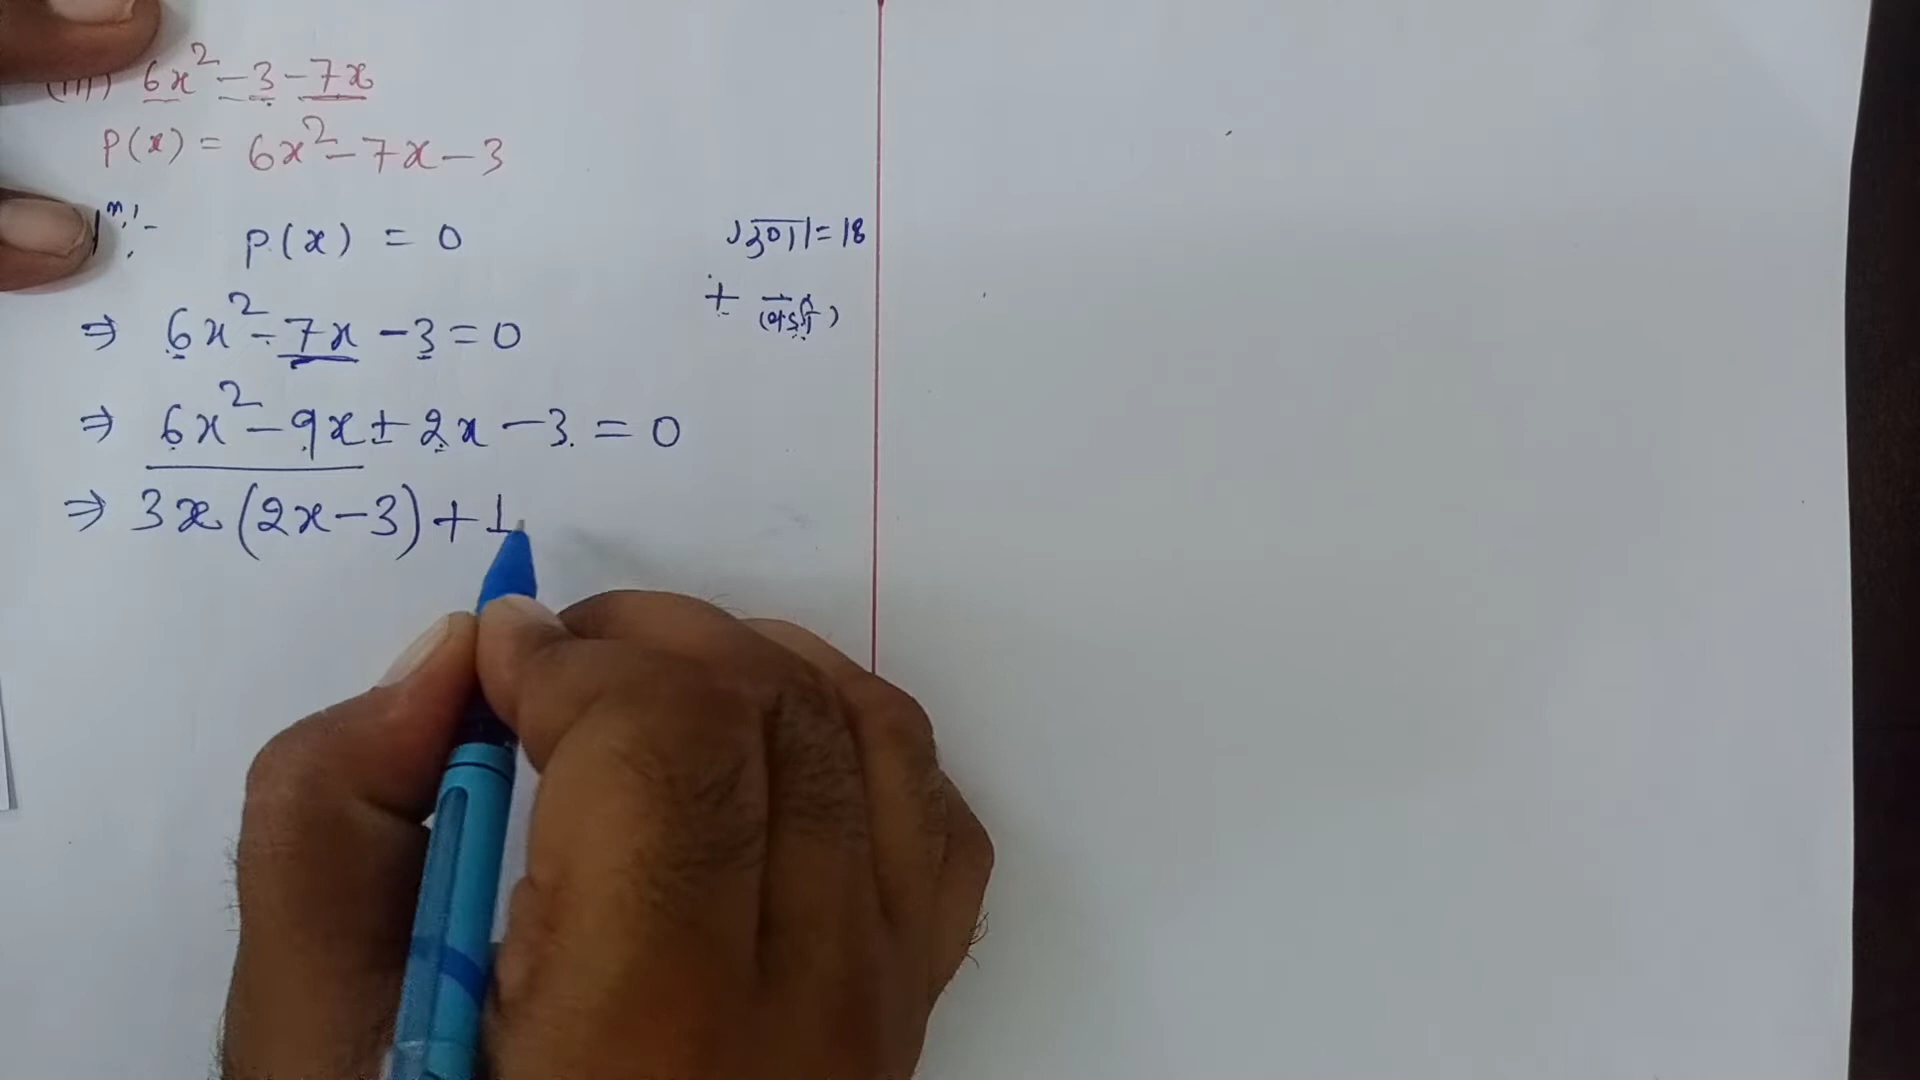 (iii) 6x² - 3 - 7x
P(x) = 6x² - 7x - 3
p(x) = 0
⇒ 6x² - 7x - 3 = 0
⇒ 6x² - 9x + 2x - 3 = 0
⇒ 3x (2x - 3) + 1
= 18
+